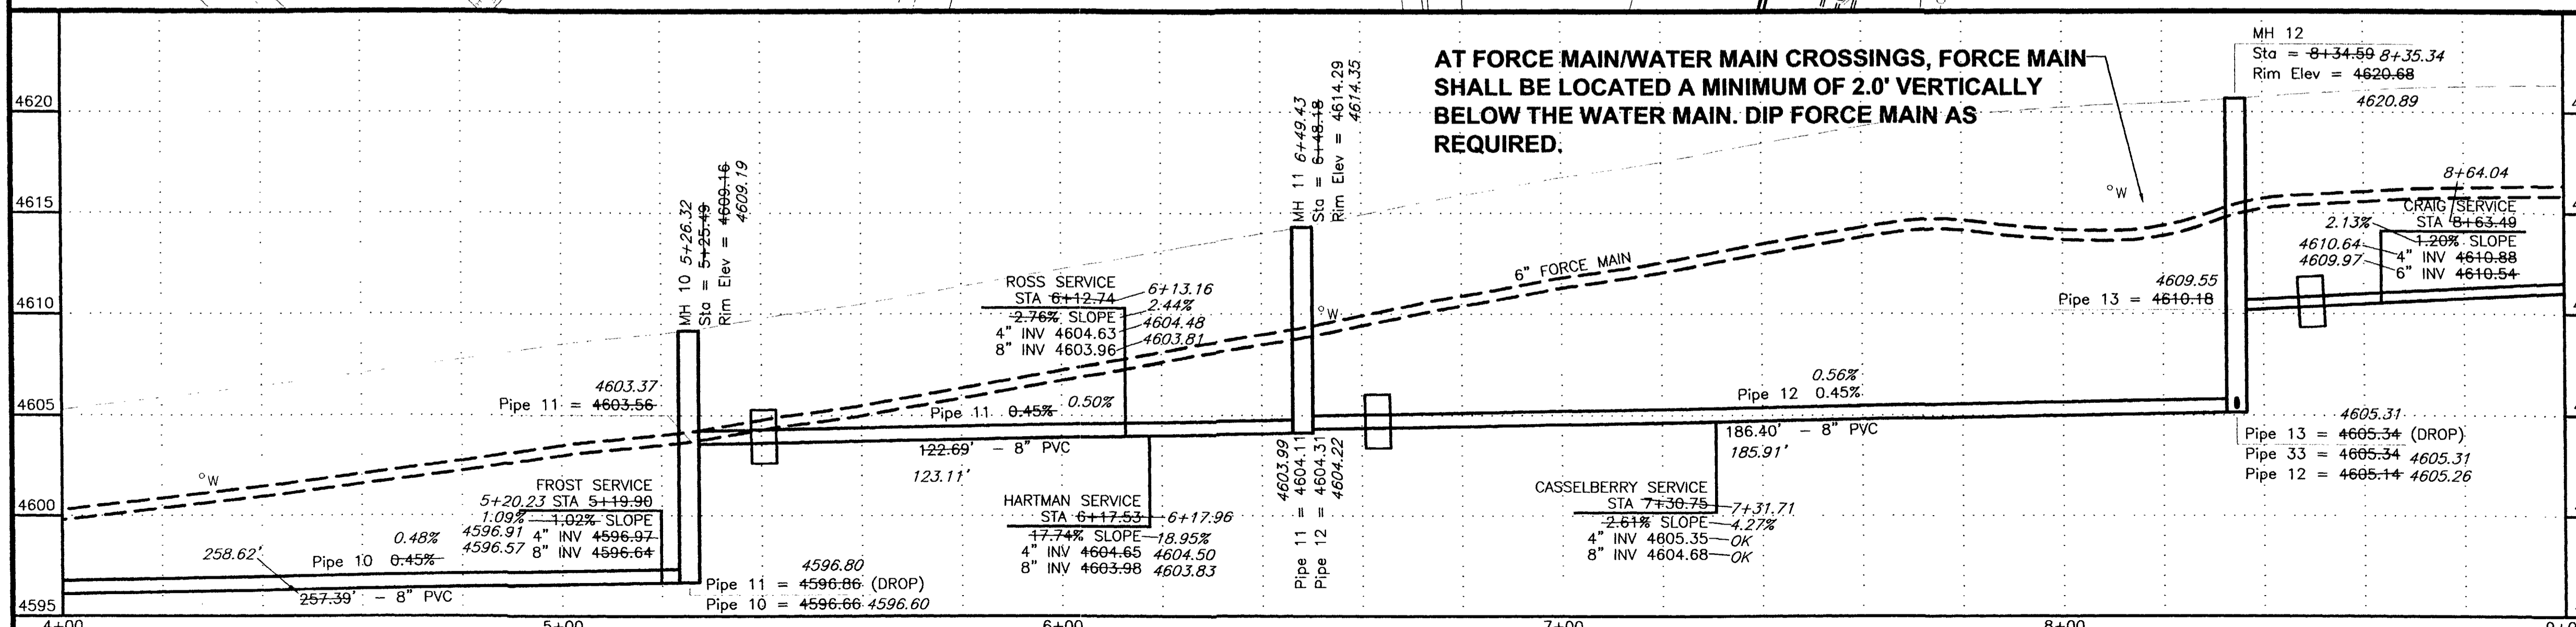 AT FORCE MAIN/WATER MAIN CROSSINGS, FORCE MAIN
SHALL BE LOCATED A MINIMUM OF 2.0' VERTICALLY
BELOW THE WATER MAIN. DIP FORCE MAIN AS
REQUIRED.
MH 12
Sta = 8+34.59 8+35.34
Rim Elev = 4620.68
4620.89
4620
4615
4610
4605
4600
4595
MH 10 5+26.32
Sta = 5+25.49
Rim Elev = 4609.16
4609.19
MH 11 6+49.43
Sta = 6+48.18
Rim Elev = 4614.29
4614.35
°W
8+64.04
CRAIG SERVICE
STA 8+63.49
2.13%
1.20% SLOPE
4610.64
4" INV 4610.88
4609.97
6" INV 4610.54
4609.55
Pipe 13 = 4610.18
°W
6" FORCE MAIN
ROSS SERVICE
STA 6+12.74 6+13.16
2.76% SLOPE 2.44%
4" INV 4604.63 4604.48
8" INV 4603.96 4603.81
4603.37
Pipe 11 = 4603.56
Pipe 11 0.45% 0.50%
122.69' - 8" PVC
123.11'
0.56%
Pipe 12 0.45%
186.40' - 8" PVC
185.91'
4605.31
Pipe 13 = 4605.34 (DROP)
Pipe 33 = 4605.34 4605.31
Pipe 12 = 4605.14 4605.26
°W
FROST SERVICE
5+20.23 STA 5+19.90
1.09% 1.02% SLOPE
4596.91 4" INV 4596.97
4596.57 8" INV 4596.64
258.62'
0.48%
Pipe 10 0.45%
257.39' - 8" PVC
HARTMAN SERVICE
STA 6+17.53 6+17.96
17.74% SLOPE 18.95%
4" INV 4604.65 4604.50
8" INV 4603.98 4603.83
4603.99
Pipe 11 = 4604.11
Pipe 12 = 4604.31
4604.22
CASSELBERRY SERVICE
STA 7+30.75 7+31.71
2.61% SLOPE 4.27%
4" INV 4605.35 OK
8" INV 4604.68 OK
4596.80
Pipe 11 = 4596.86 (DROP)
Pipe 10 = 4596.66 4596.60
4+00
5+00
6+00
7+00
8+00